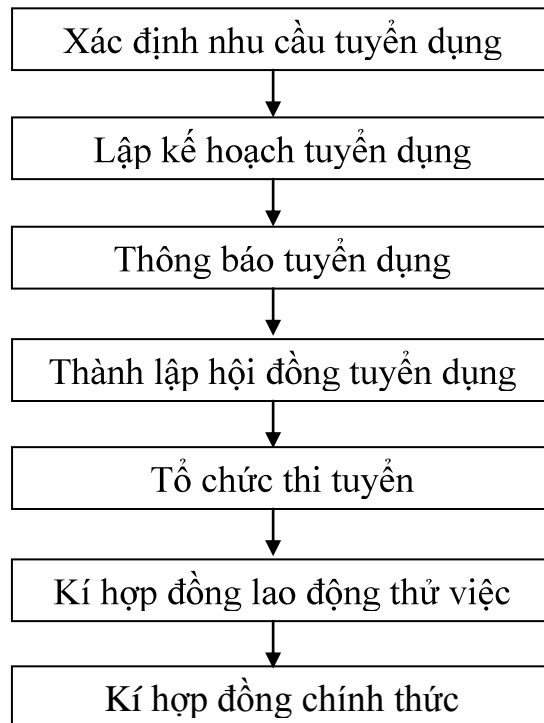 Xác định nhu cầu tuyển dụng
Lập kế hoạch tuyển dụng
Thông báo tuyển dụng
Thành lập hội đồng tuyển dụng
Tổ chức thi tuyển
Kí hợp đồng lao động thử việc
Kí hợp đồng chính thức